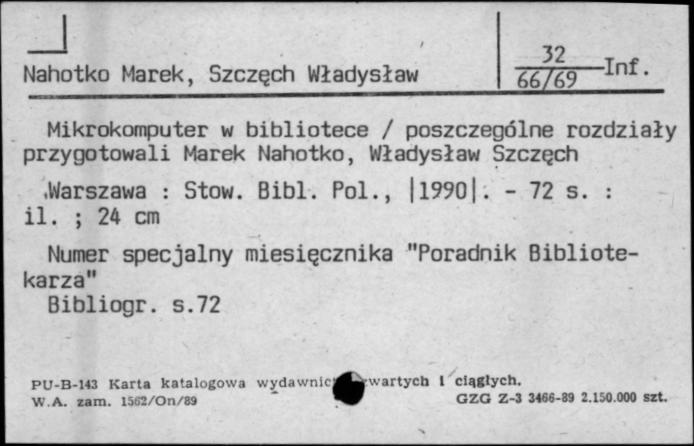 32
Nahotko Marek, Szczęch Władysław
66/69 -Inf.
Mikrokomputer w bibliotece / poszczególne rozdziały
przygotowali Marek Nahotko, Władysław Szczęch
Warszawa : Stow. Bibl. Pol., |1990|. - 72 s. :
il. ; 24 cm
Numer specjalny miesięcznika "Poradnik Bibliote-
karza"
Bibliogr. s.72
PU-B-143 Karta katalogowa wartych i ciągłych.
W.A. zam. 1562/On/89 GZG Z-3 3466-89 2.150.000 szt.